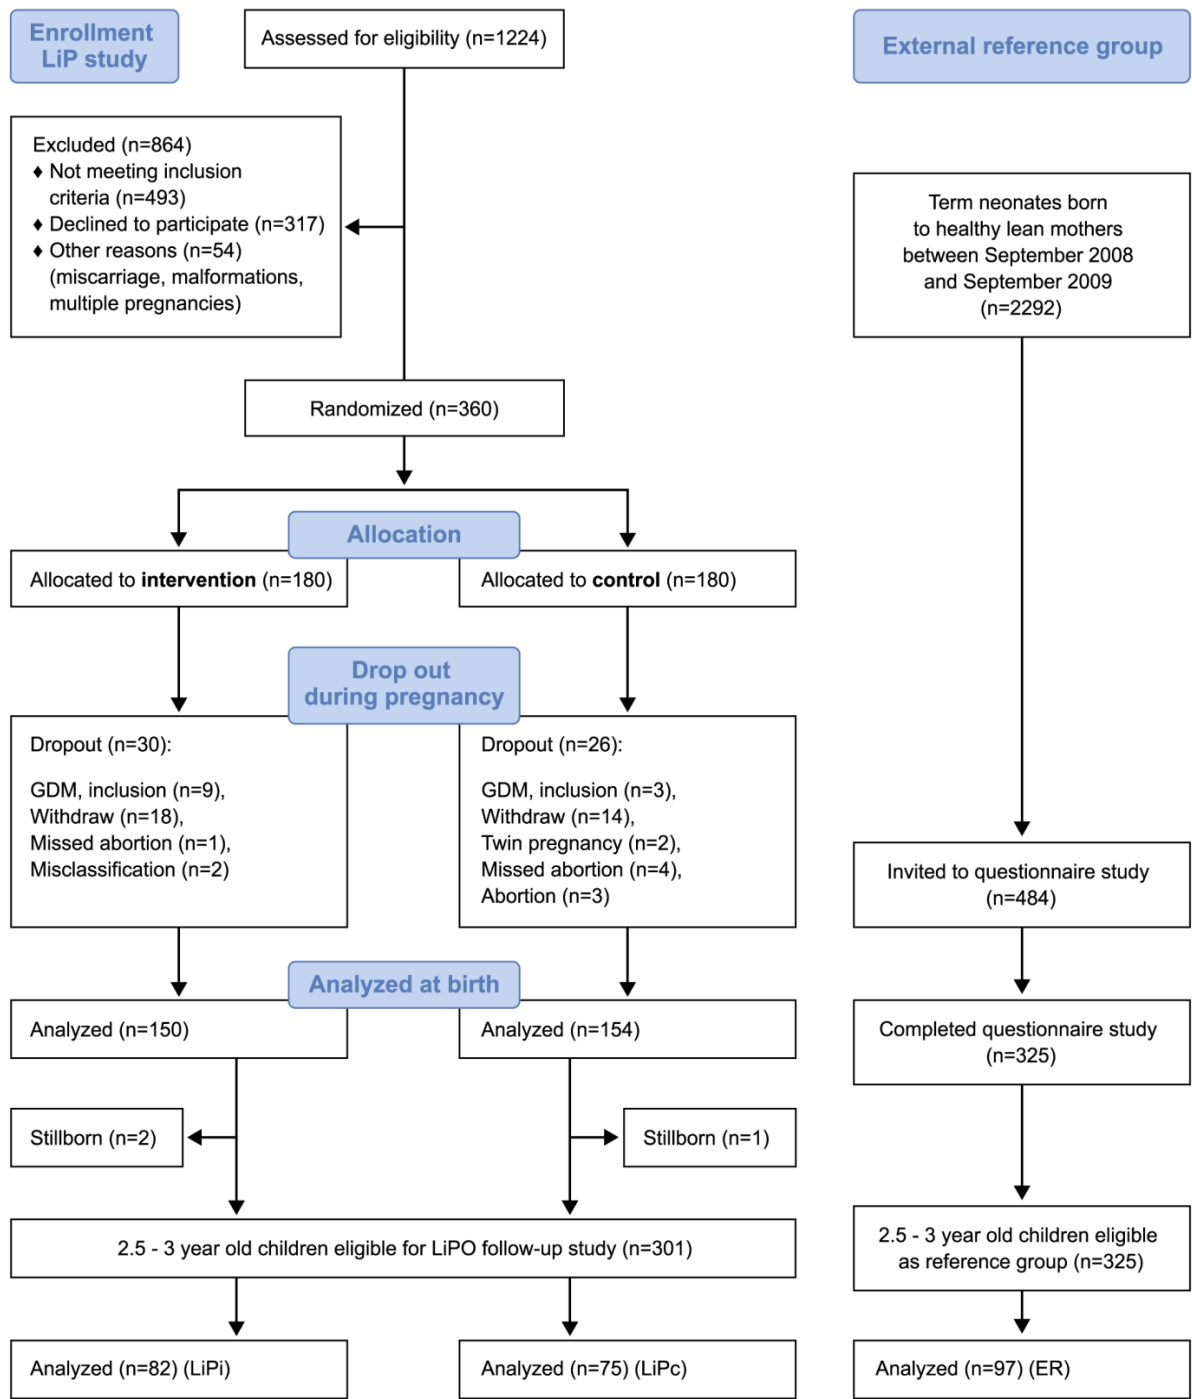 Enrollment
LiP study
Assessed for eligibility (n=1224)
Excluded (n=864)
♦ Not meeting inclusion
criteria (n=493)
♦ Declined to participate (n=317)
♦ Other reasons (n=54)
(miscarriage, malformations,
multiple pregnancies)
Randomized (n=360)
Allocation
Allocated to intervention (n=180)
Allocated to control (n=180)
Drop out
during pregnancy
Dropout (n=30):
GDM, inclusion (n=9),
Withdraw (n=18),
Missed abortion (n=1),
Misclassification (n=2)
Dropout (n=26):
GDM, inclusion (n=3),
Withdraw (n=14),
Twin pregnancy (n=2),
Missed abortion (n=4),
Abortion (n=3)
Analyzed at birth
Analyzed (n=150)
Analyzed (n=154)
Stillborn (n=2)
Stillborn (n=1)
2.5 - 3 year old children eligible for LiPO follow-up study (n=301)
Analyzed (n=82) (LiPi)
Analyzed (n=75) (LiPc)
External reference group
Term neonates born
to healthy lean mothers
between September 2008
and September 2009
(n=2292)
Invited to questionnaire study
(n=484)
Completed questionnaire study
(n=325)
2.5 - 3 year old children eligible
as reference group (n=325)
Analyzed (n=97) (ER)